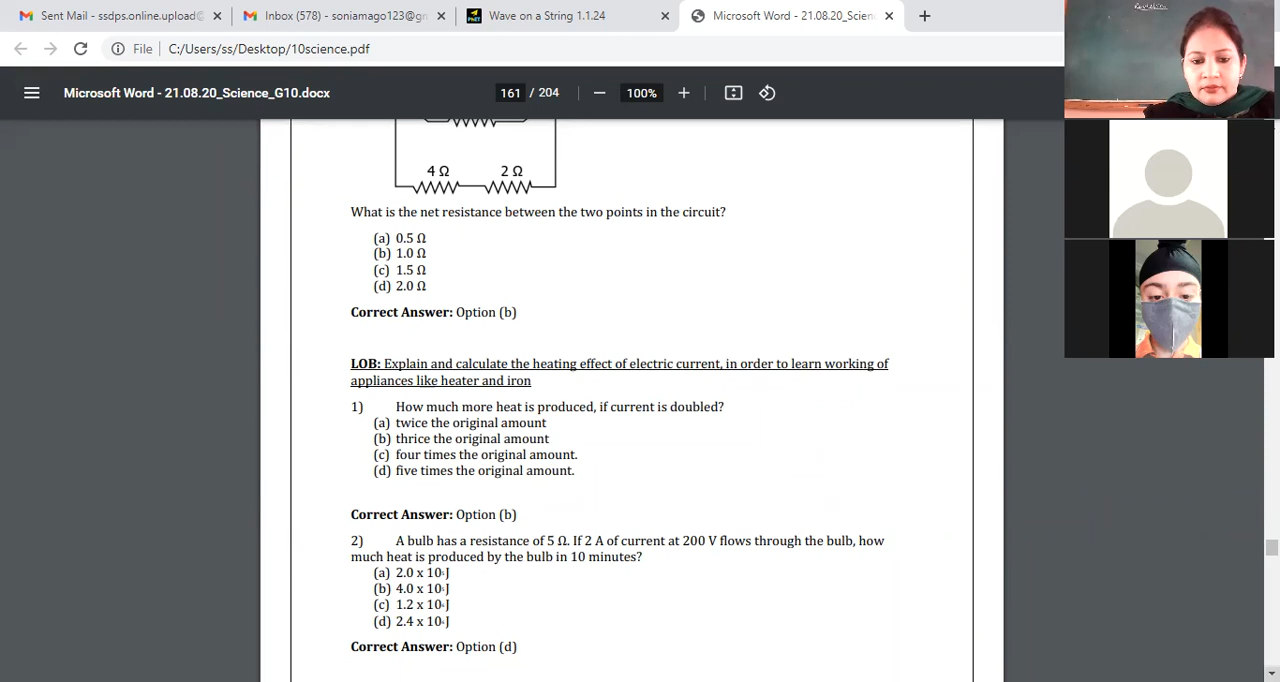 Sent Mail - ssdps.online.upload@
Inbox (578) - soniamago123@gm
Wave on a String 1.1.24
Microsoft Word - 21.08.20_Scien
File | C:/Users/ss/Desktop/10science.pdf
Microsoft Word - 21.08.20_Science_G10.docx
161 / 204
100%
4 Ω 2 Ω
What is the net resistance between the two points in the circuit?
(a) 0.5 Ω
(b) 1.0 Ω
(c) 1.5 Ω
(d) 2.0 Ω
Correct Answer: Option (b)
LOB: Explain and calculate the heating effect of electric current, in order to learn working of
appliances like heater and iron
1) How much more heat is produced, if current is doubled?
(a) twice the original amount
(b) thrice the original amount
(c) four times the original amount.
(d) five times the original amount.
Correct Answer: Option (b)
2) A bulb has a resistance of 5 Ω. If 2 A of current at 200 V flows through the bulb, how
much heat is produced by the bulb in 10 minutes?
(a) 2.0 x 10 J
(b) 4.0 x 10 J
(c) 1.2 x 10 J
(d) 2.4 x 10 J
Correct Answer: Option (d)